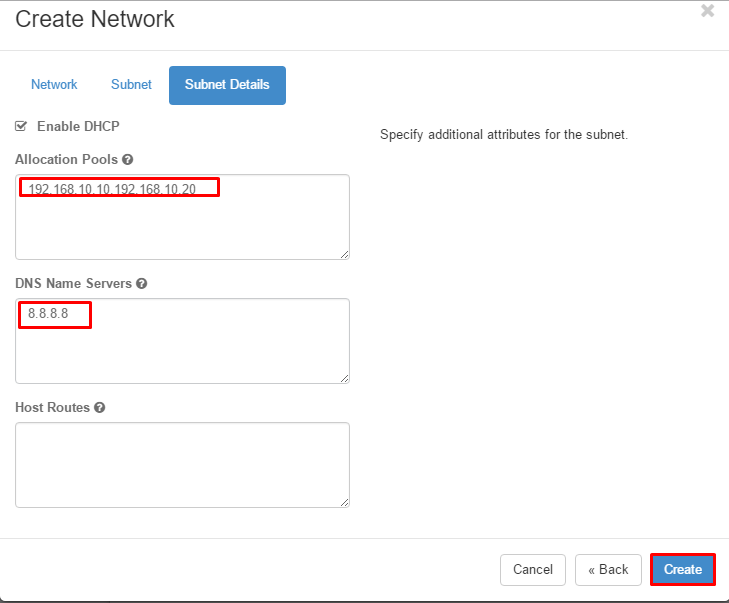 Create Network
Network Subnet Subnet Details
Enable DHCP
Specify additional attributes for the subnet.
Allocation Pools
192.168.10.10,192.168.10.20
DNS Name Servers
8.8.8.8
Host Routes
Cancel « Back Create